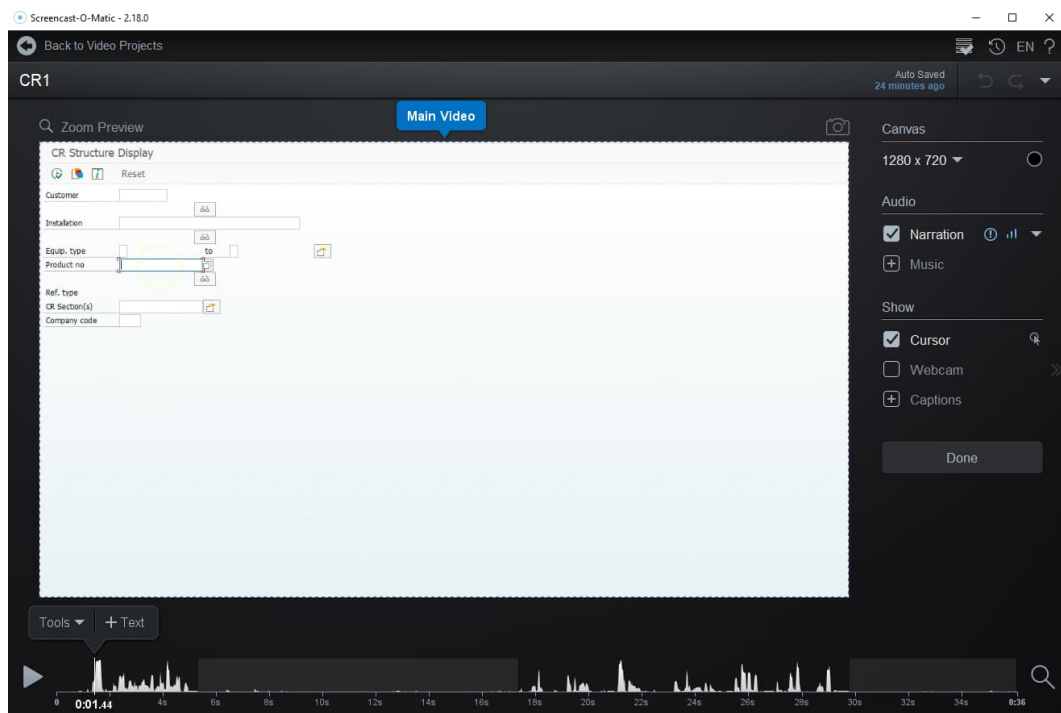 Screencast-O-Matic - 2.18.0
Back to Video Projects
EN ?
CR1
Auto Saved
24 minutes ago
Zoom Preview
Main Video
CR Structure Display
Reset
Customer
Installation
Equip. type to
Product no
Ref. type
CR Section(s)
Company code
Canvas
1280 x 720
Audio
Narration
Music
Show
Cursor
Webcam
Captions
Done
Tools + Text
0 0:01.44 4s 6s 8s 10s 12s 14s 16s 18s 20s 22s 24s 26s 28s 30s 32s 34s 0:36